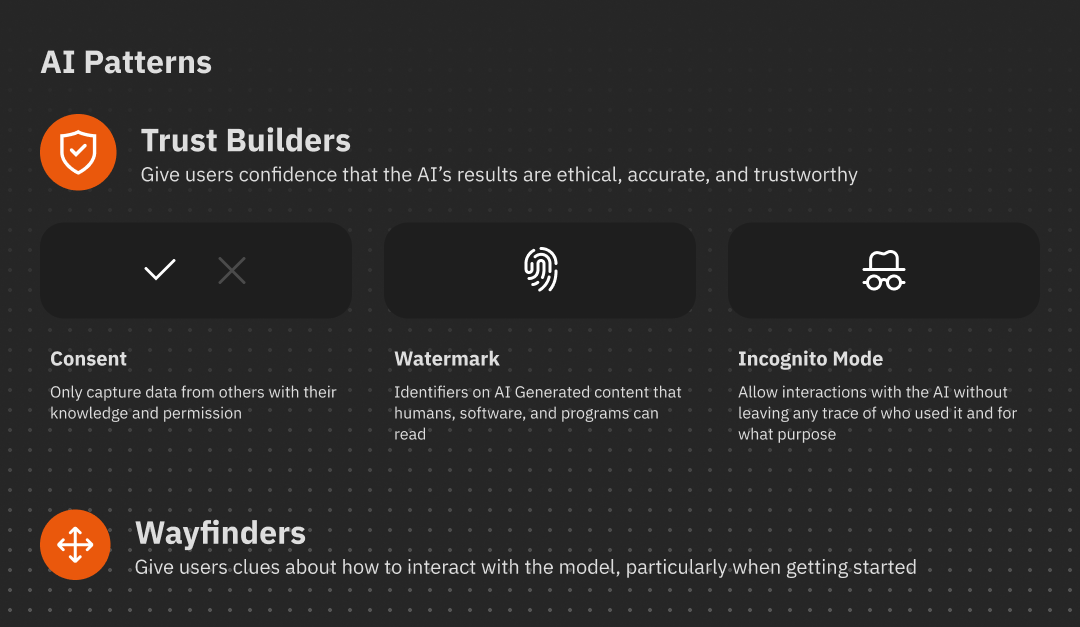 AI Patterns
Trust Builders
Give users confidence that the AI’s results are ethical, accurate, and trustworthy
Consent
Only capture data from others with their
knowledge and permission
Watermark
Identifiers on AI Generated content that
humans, software, and programs can
read
Incognito Mode
Allow interactions with the AI without
leaving any trace of who used it and for
what purpose
Wayfinders
Give users clues about how to interact with the model, particularly when getting started